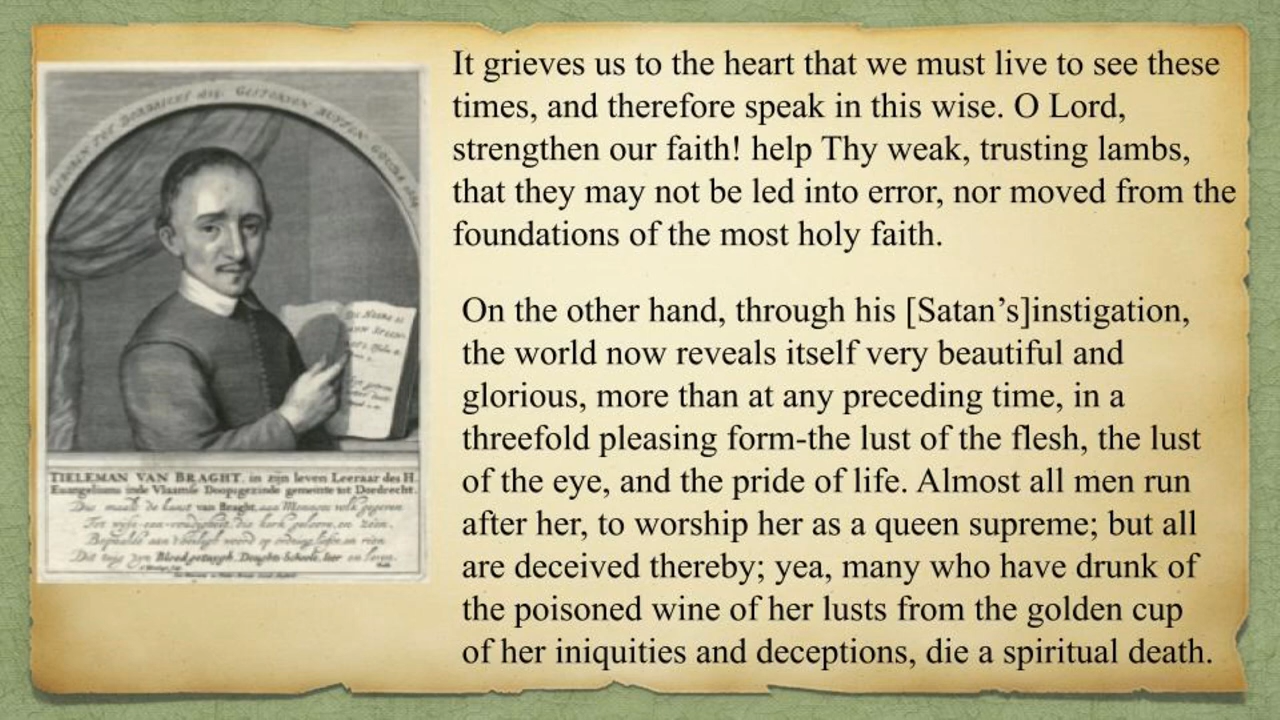 It grieves us to the heart that we must live to see these
times, and therefore speak in this wise. O Lord,
strengthen our faith! help Thy weak, trusting lambs,
that they may not be led into error, nor moved from the
foundations of the most holy faith.
On the other hand, through his [Satan’s]instigation,
the world now reveals itself very beautiful and
glorious, more than at any preceding time, in a
threefold pleasing form-the lust of the flesh, the lust
of the eye, and the pride of life. Almost all men run
after her, to worship her as a queen supreme; but all
are deceived thereby; yea, many who have drunk of
the poisoned wine of her lusts from the golden cup
of her iniquities and deceptions, die a spiritual death.
TIELEMAN VAN BRAGHT, in zijn leven Leeraar des H.
Euangeliums inde Vlaamse Doopsgezinde gemeinte tot Dordrecht.